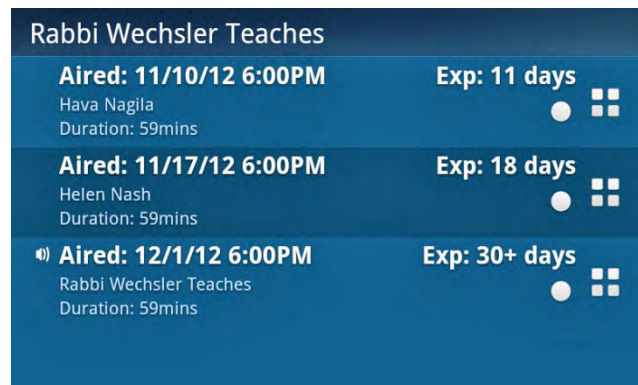 Rabbi Wechsler Teaches
Aired: 11/10/12 6:00PM Exp: 11 days
Hava Nagila
Duration: 59mins
Aired: 11/17/12 6:00PM Exp: 18 days
Helen Nash
Duration: 59mins
Aired: 12/1/12 6:00PM Exp: 30+ days
Rabbi Wechsler Teaches
Duration: 59mins